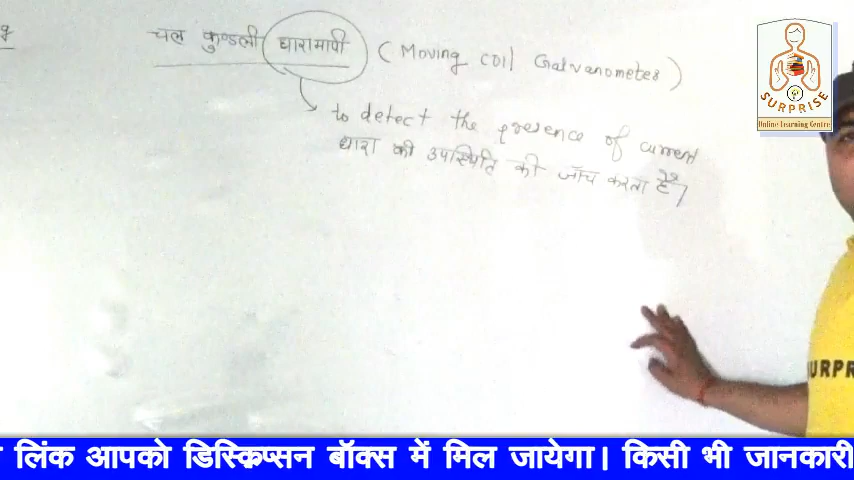 चल कुण्डली धारामापी (Moving coil Galvanometer)
to detect the presence of current
धारा की उपस्थिति की जाँच करता है।
SURPRISE
Online Learning Centre
SURPR
लिंक आपको डिस्क्रिप्सन बॉक्स में मिल जायेगा। किसी भी जानकारी